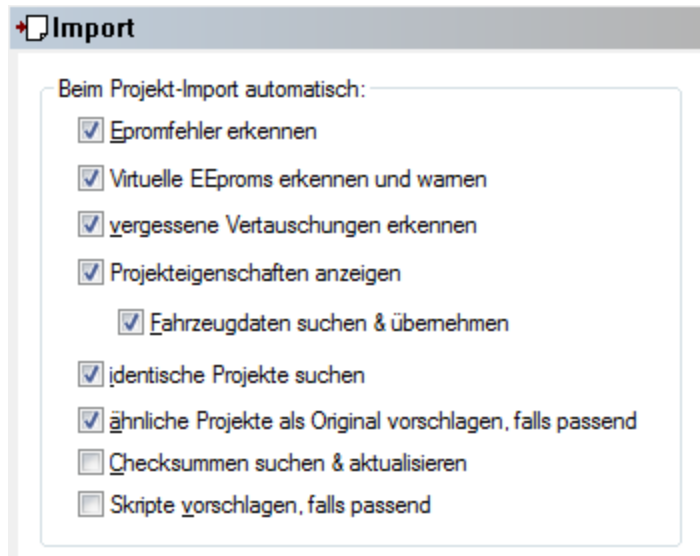 Import
Beim Projekt-Import automatisch:
Epromfehler erkennen
Virtuelle EEproms erkennen und warnen
vergessene Vertauschungen erkennen
Projekteigenschaften anzeigen
Fahrzeugdaten suchen & übernehmen
identische Projekte suchen
ähnliche Projekte als Original vorschlagen, falls passend
Checksummen suchen & aktualisieren
Skripte vorschlagen, falls passend